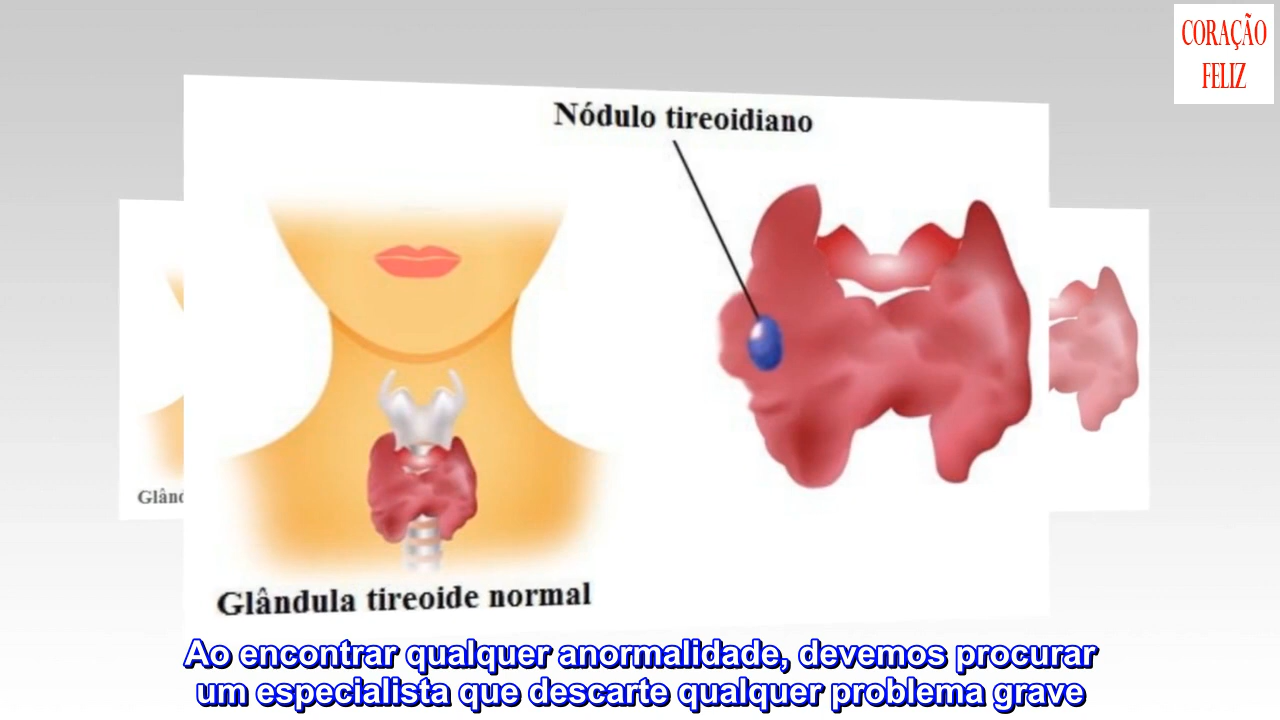 CORAÇÃO
FELIZ
Nódulo tireoidiano
Glând
Glândula tireoide normal
Ao encontrar qualquer anormalidade, devemos procurar
um especialista que descarte qualquer problema grave